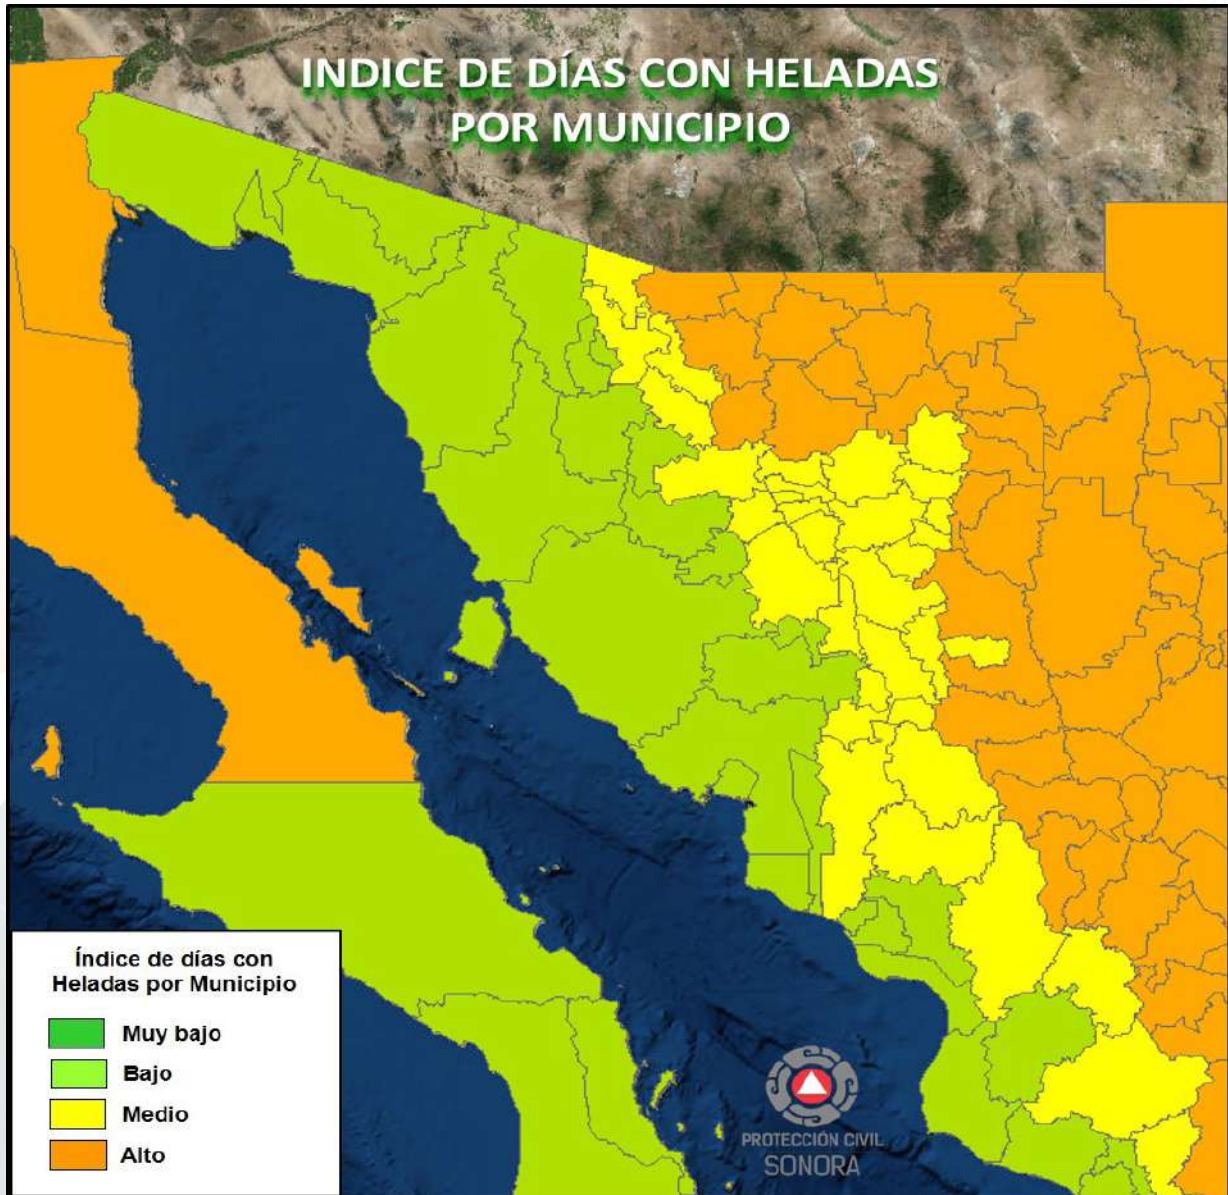 INDICE DE DÍAS CON HELADAS
POR MUNICIPIO
Índice de días con
Heladas por Municipio
Muy bajo
Bajo
Medio
Alto
PROTECCIÓN CIVIL
SONORA